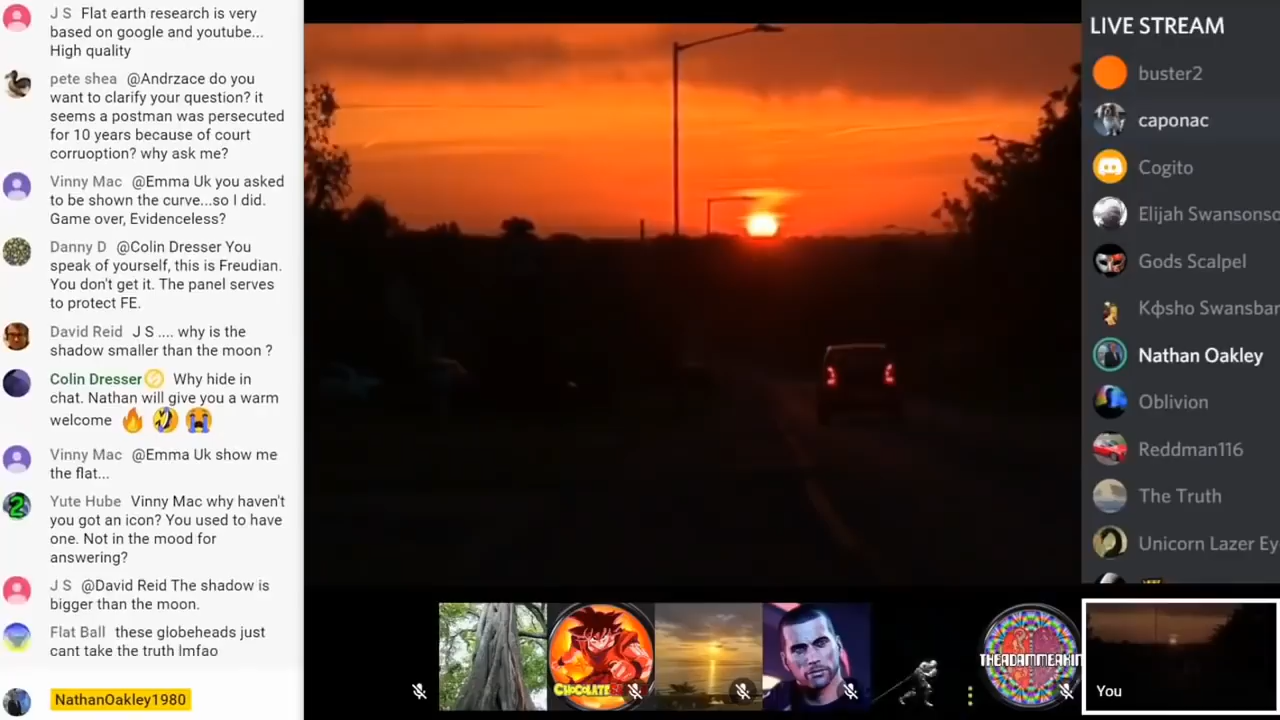 J S Flat earth research is very
based on google and youtube...
High quality
pete shea @Andrzace do you
want to clarify your question? it
seems a postman was persecuted
for 10 years because of court
corruoption? why ask me?
Vinny Mac @Emma Uk you asked
to be shown the curve...so I did.
Game over, Evidenceless?
Danny D @Colin Dresser You
speak of yourself, this is Freudian.
You don't get it. The panel serves
to protect FE.
David Reid J S .... why is the
shadow smaller than the moon ?
Colin Dresser Why hide in
chat. Nathan will give you a warm
welcome
Vinny Mac @Emma Uk show me
the flat...
Yute Hube Vinny Mac why haven't
you got an icon? You used to have
one. Not in the mood for
answering?
J S @David Reid The shadow is
bigger than the moon.
Flat Ball these globeheads just
cant take the truth lmfao
NathanOakley1980
LIVE STREAM
buster2
caponac
Cogito
Elijah Swansonso
Gods Scalpel
Kфsho Swansbar
Nathan Oakley
Oblivion
Reddman116
The Truth
Unicorn Lazer Ey
THEADAMMEAKIN
You